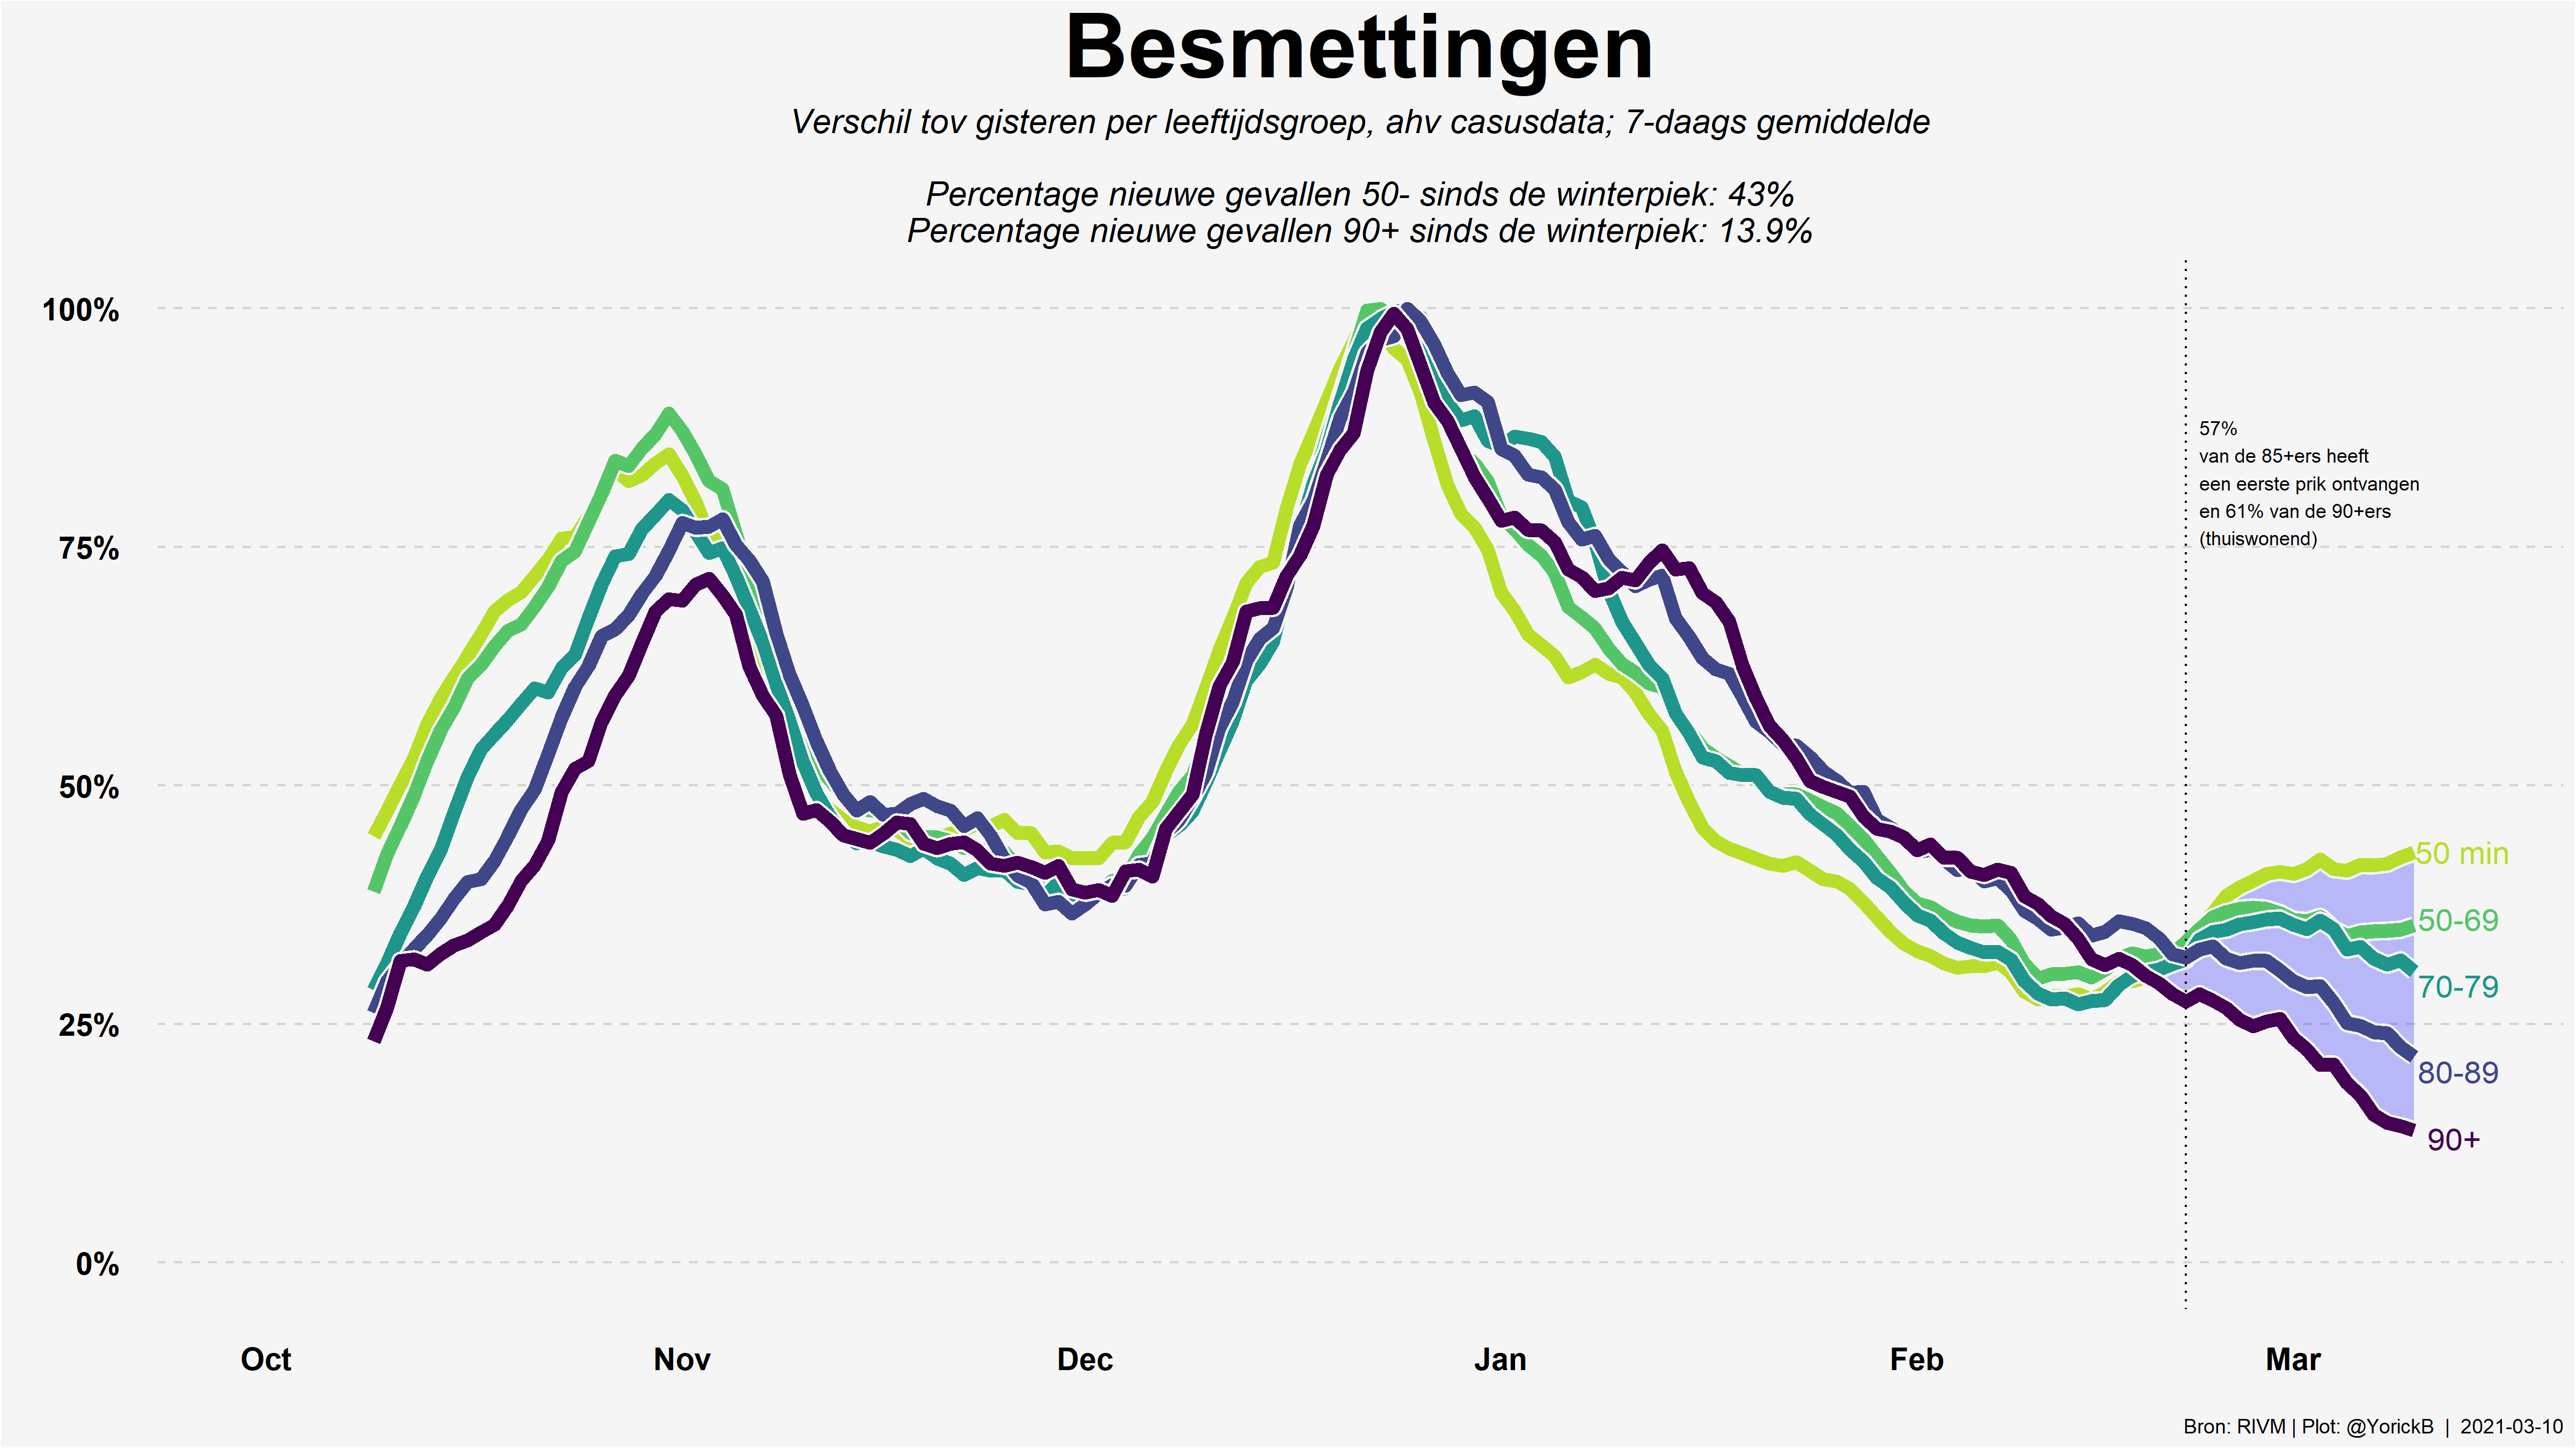 Besmettingen
Verschil tov gisteren per leeftijdsgroep, ahv casusdata; 7-daags gemiddelde
Percentage nieuwe gevallen 50- sinds de winterpiek: 43%
Percentage nieuwe gevallen 90+ sinds de winterpiek: 13.9%
100%
75%
50%
25%
0%
57%
van de 85+ers heeft
een eerste prik ontvangen
en 61% van de 90+ers
(thuiswonend)
50 min
50-69
70-79
80-89
90+
Oct
Nov
Dec
Jan
Feb
Mar
Bron: RIVM | Plot: @YorickB | 2021-03-10